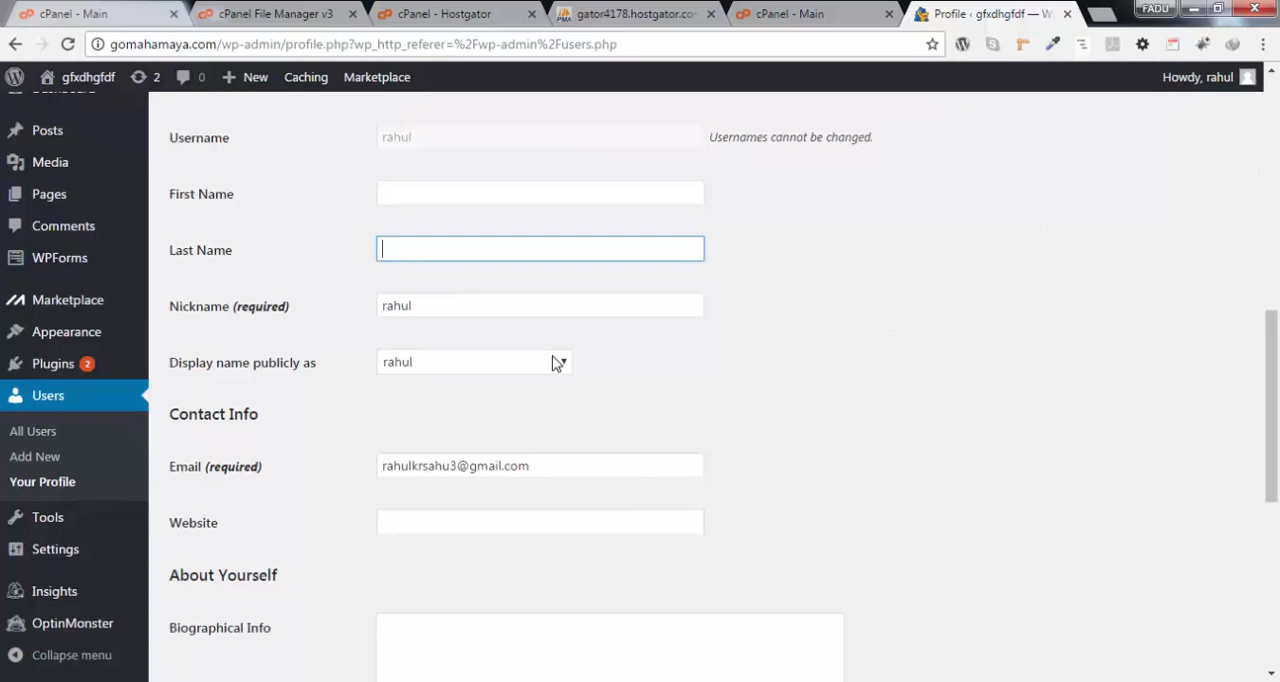 cPanel - Main
cPanel File Manager v3
cPanel - Hostgator
PMA
gator4178.hostgator.co
cPanel - Main
Profile ‹ gfxdhgfdf — W
FADU
gomahamaya.com/wp-admin/profile.php?wp_http_referer=%2Fwp-admin%2Fusers.php
gfxdhgfdf
2
0
New
Caching
Marketplace
Howdy, rahul
Posts
Media
Pages
Comments
WPForms
Marketplace
Appearance
Plugins 2
Users
All Users
Add New
Your Profile
Tools
Settings
Insights
OptinMonster
Collapse menu
Username
rahul
Usernames cannot be changed.
First Name
Last Name
Nickname (required)
rahul
Display name publicly as
rahul
Contact Info
Email (required)
rahulkrsahu3@gmail.com
Website
About Yourself
Biographical Info